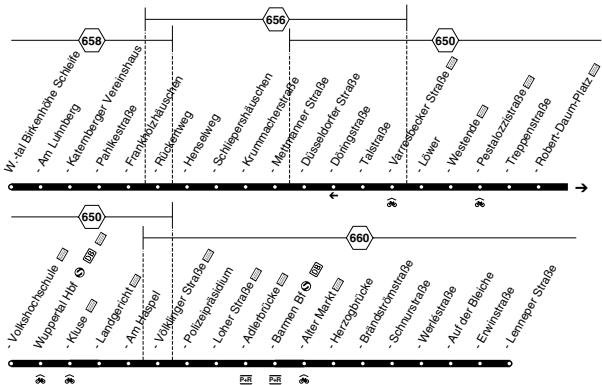 656
658
650
W.-tal Birkenhöhe Schleife
- Am Luhnberg
- Katernberger Vereinshaus
- Pahlkestraße
- Frankholzhäuschen
- Rückertweg
- Henselweg
- Schliepershäuschen
- Krummacherstraße
- Mettmanner Straße
- Düsseldorfer Straße
- Döringstraße
- Talstraße
- Varresbecker Straße
- Löwer
- Westende
- Pestalozzistraße
- Treppenstraße
- Robert-Daum-Platz
650
660
- Volkshochschule
Wuppertal Hbf S DB
- Kluse
- Landgericht
- Am Haspel
- Völklinger Straße
- Polizeipräsidium
- Loher Straße
- Adlerbrücke
- Barmen Bf S DB
- Alter Markt
- Herzogbrücke
- Brändströmstraße
- Schnurstraße
- Werléstraße
- Auf der Bleiche
- Erwinstraße
- Lenneper Straße
P+R
P+R